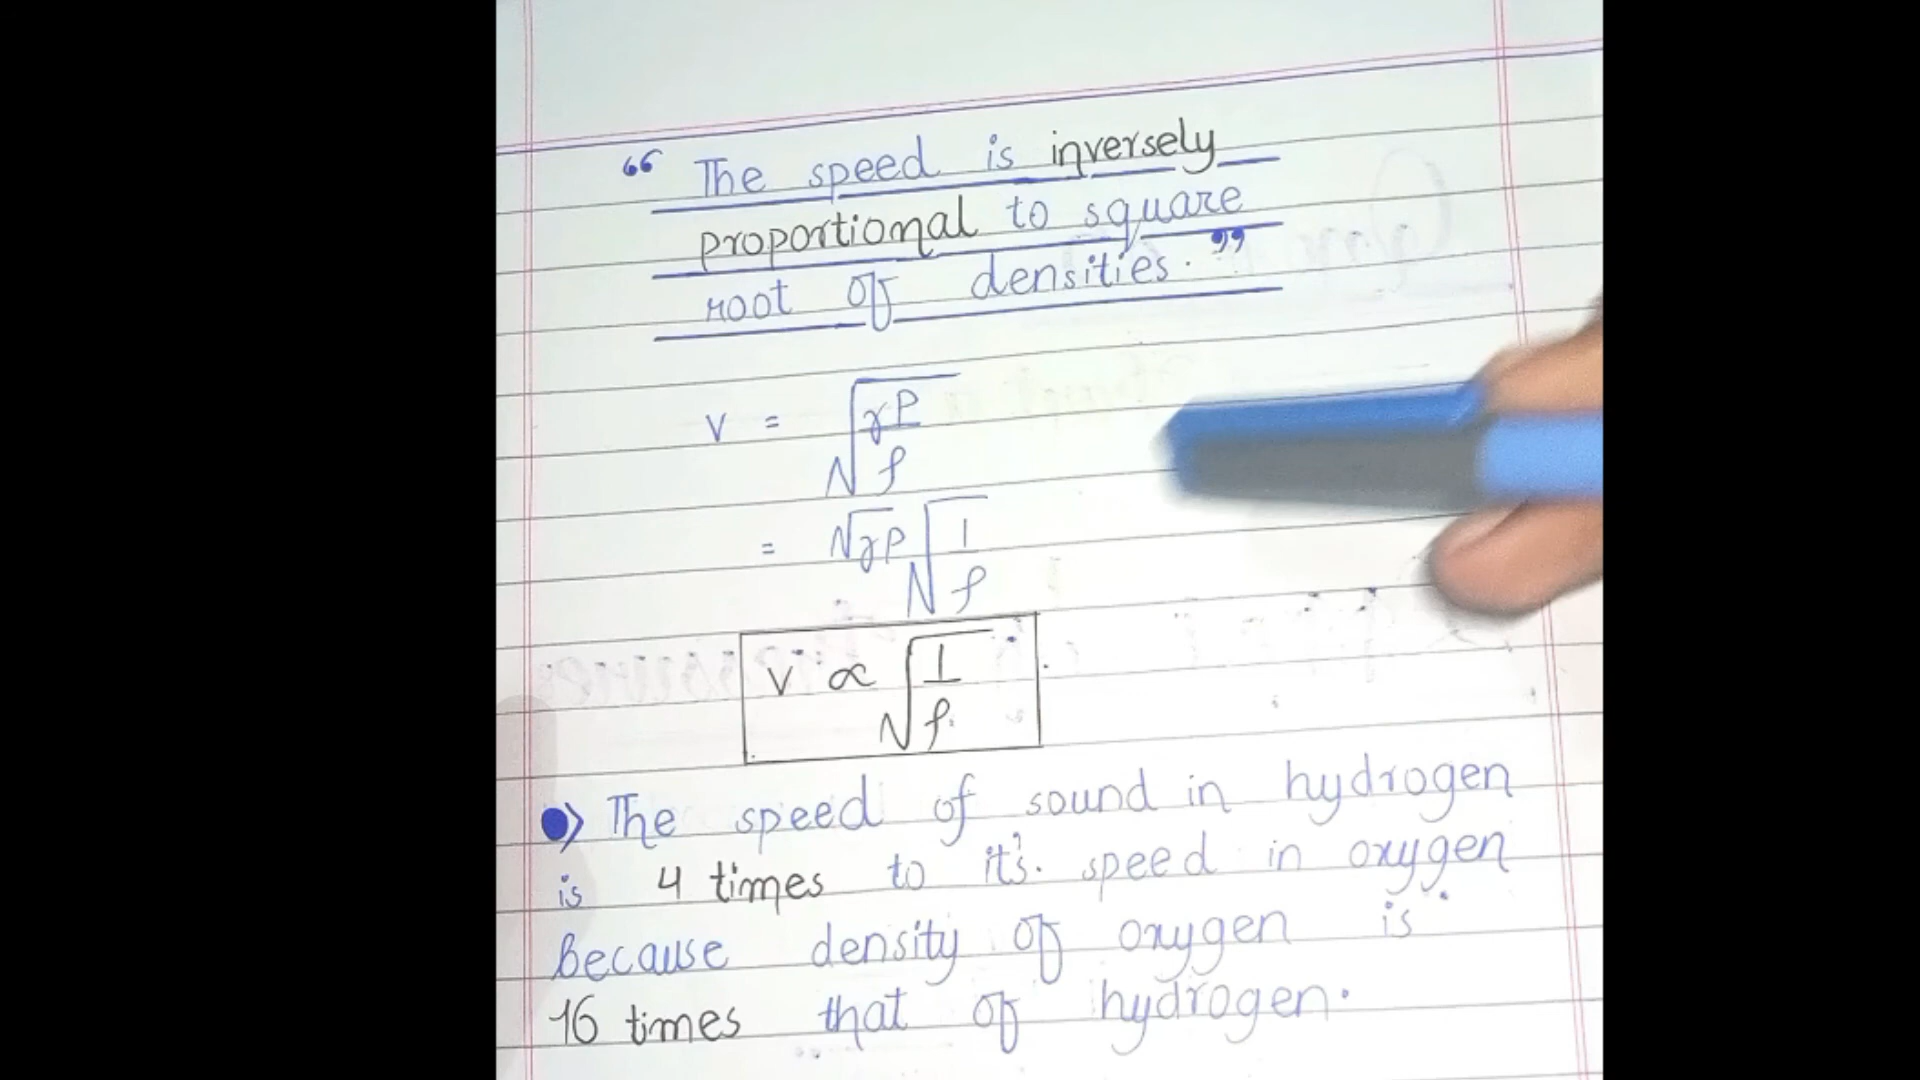 “ The speed is inversely
proportional to square
root of densities. ”
v = √(γP/ρ)
= √γP √(1/ρ)
v ∝ √(1/ρ)
The speed of sound in hydrogen
is 4 times to it's. speed in oxygen
because density of oxygen is
16 times that of hydrogen.